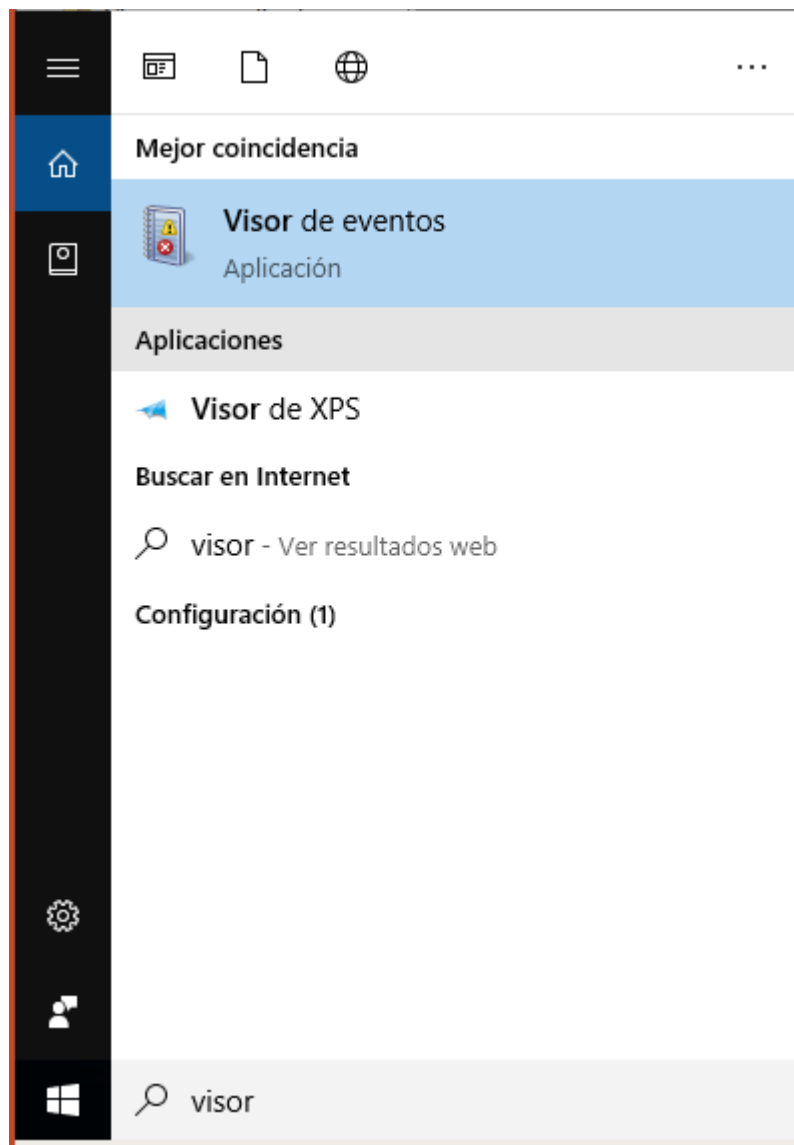 Mejor coincidencia
Visor de eventos
Aplicación
Aplicaciones
Visor de XPS
Buscar en Internet
visor - Ver resultados web
Configuración (1)
visor